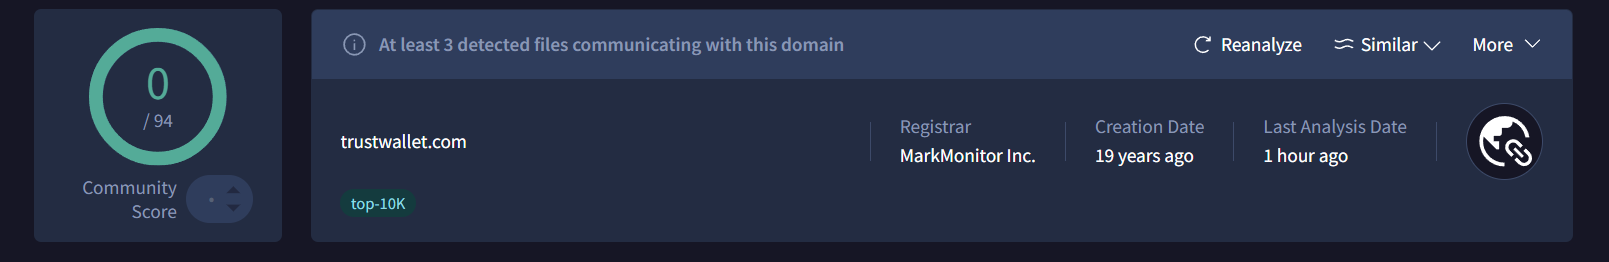 0
/ 94
Community
Score
At least 3 detected files communicating with this domain
Reanalyze
Similar
More
trustwallet.com
top-10K
Registrar
MarkMonitor Inc.
Creation Date
19 years ago
Last Analysis Date
1 hour ago